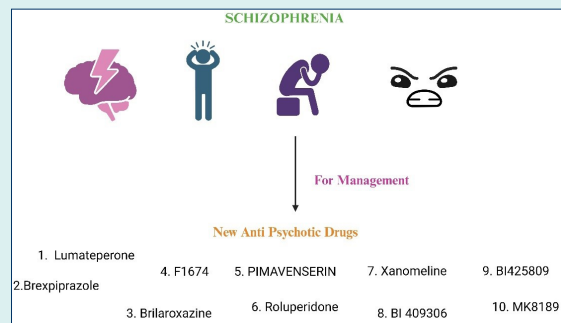 SCHIZOPHRENIA
For Management
New Anti Psychotic Drugs
1. Lumateperone
2.Brexpiprazole
3. Brilaroxazine
4. F1674
5. PIMAVENSERIN
6. Roluperidone
7. Xanomeline
8. BI 409306
9. BI425809
10. MK8189